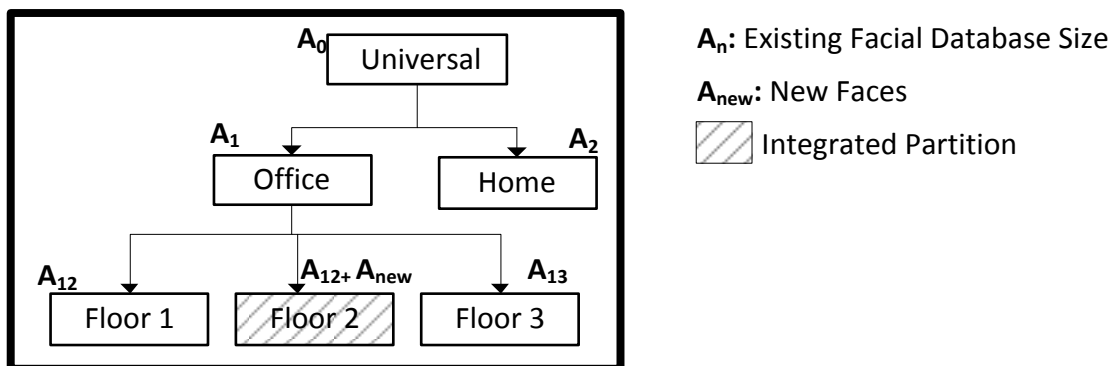 A0
Universal
A1
Office
A2
Home
A12
Floor 1
A12+ Anew
Floor 2
A13
Floor 3
An: Existing Facial Database Size
Anew: New Faces
Integrated Partition